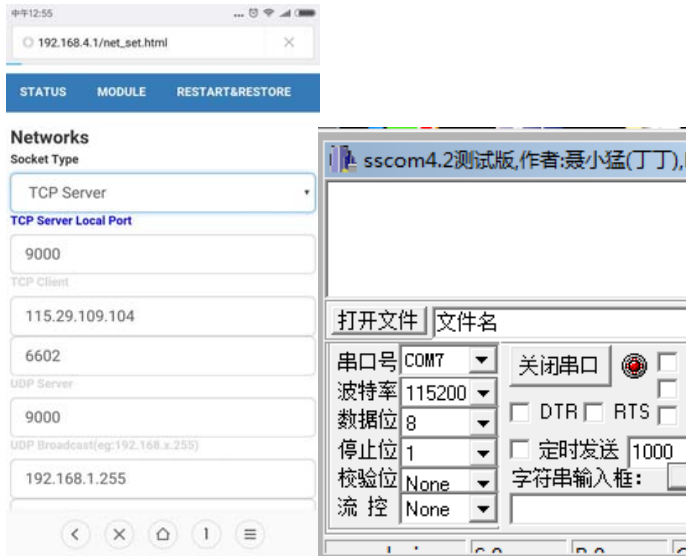 中午12:55
...
192.168.4.1/net_set.html
STATUS MODULE RESTART&RESTORE
Networks
Socket Type
TCP Server
TCP Server Local Port
9000
TCP Client
115.29.109.104
6602
UDP Server
9000
UDP Broadcast(eg:192.168.x.255)
192.168.1.255
1
sscom4.2测试版,作者:聂小猛(丁丁),
打开文件 文件名
串口号 COM7 关闭串口
波特率 115200
数据位 8 DTR RTS
停止位 1 定时发送 1000
校验位 None 字符串输入框:
流 控 None